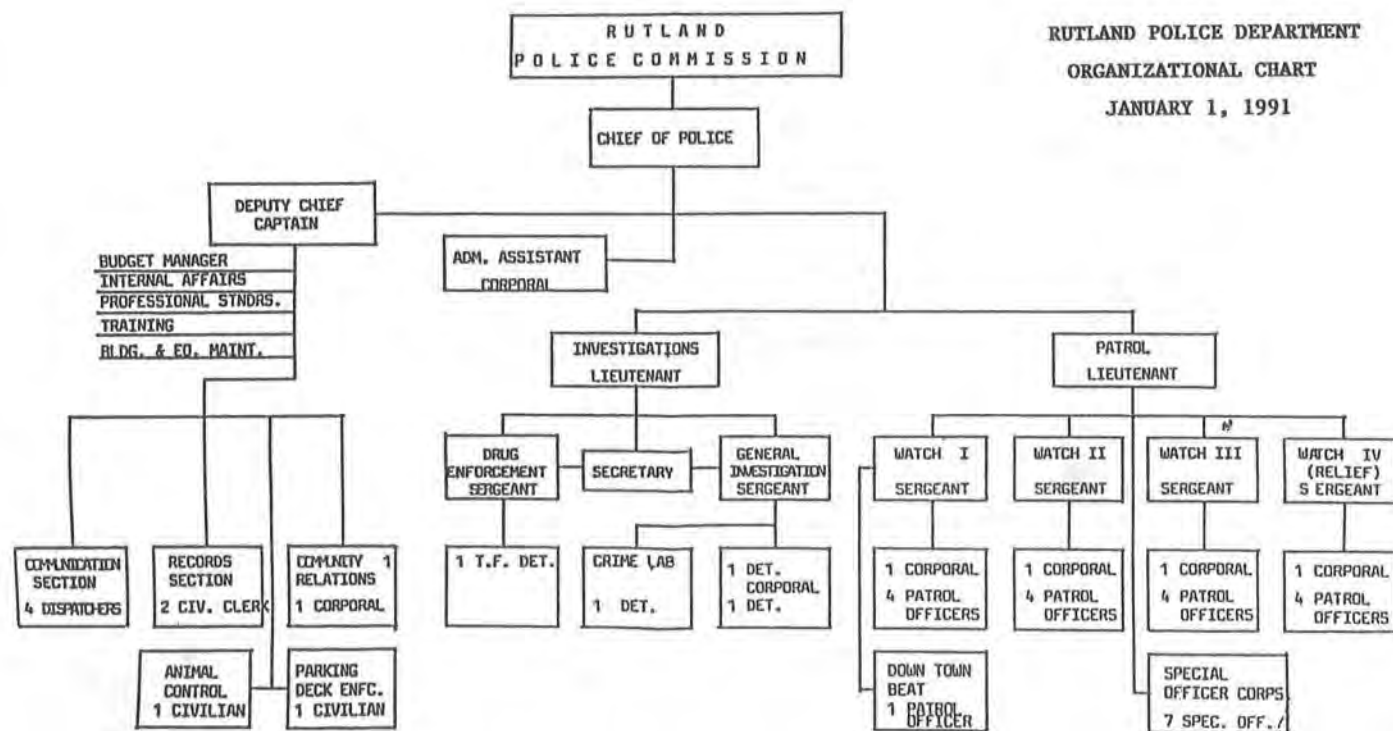 RUTLAND
POLICE COMMISSION
RUTLAND POLICE DEPARTMENT
ORGANIZATIONAL CHART
JANUARY 1, 1991
CHIEF OF POLICE
DEPUTY CHIEF
CAPTAIN
ADM. ASSISTANT
CORPORAL
BUDGET MANAGER
INTERNAL AFFAIRS
PROFESSIONAL STNDRS.
TRAINING
BLDG. & EQ. MAINT.
INVESTIGATIONS
LIEUTENANT
PATROL
LIEUTENANT
DRUG
ENFORCEMENT
SERGEANT
SECRETARY
GENERAL
INVESTIGATION
SERGEANT
WATCH I
SERGEANT
WATCH II
SERGEANT
WATCH III
SERGEANT
WATCH IV
(RELIEF)
SERGEANT
COMMUNICATION
SECTION
4 DISPATCHERS
RECORDS
SECTION
2 CIV. CLERK
COMMUNITY 1
RELATIONS
1 CORPORAL
1 T.F. DET.
CRIME LAB
1 DET.
1 DET.
CORPORAL
1 DET.
1 CORPORAL
4 PATROL
OFFICERS
1 CORPORAL
4 PATROL
OFFICERS
1 CORPORAL
4 PATROL
OFFICERS
1 CORPORAL
4 PATROL
OFFICERS
ANIMAL
CONTROL
1 CIVILIAN
PARKING
DECK ENFC.
1 CIVILIAN
DOWN TOWN
BEAT
1 PATROL
OFFICER
SPECIAL
OFFICER CORPS
7 SPEC. OFF./